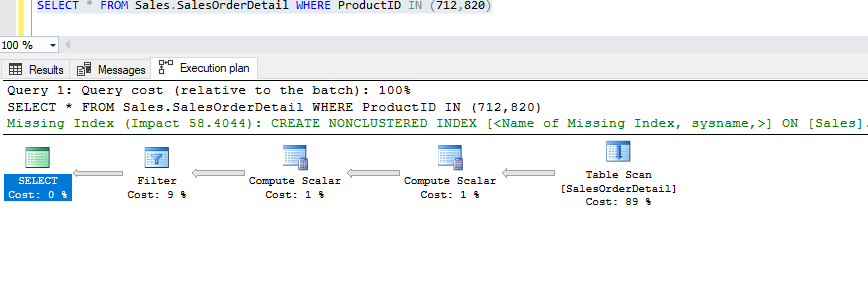 SELECT * FROM Sales.SalesOrderDetail WHERE ProductID IN (712,820)
100 %
Results Messages Execution plan
Query 1: Query cost (relative to the batch): 100%
SELECT * FROM Sales.SalesOrderDetail WHERE ProductID IN (712,820)
Missing Index (Impact 58.4044): CREATE NONCLUSTERED INDEX [<Name of Missing Index, sysname,>] ON [Sales].
SELECT
Cost: 0 %
Filter
Cost: 9 %
Compute Scalar
Cost: 1 %
Compute Scalar
Cost: 1 %
Table Scan
[SalesOrderDetail]
Cost: 89 %